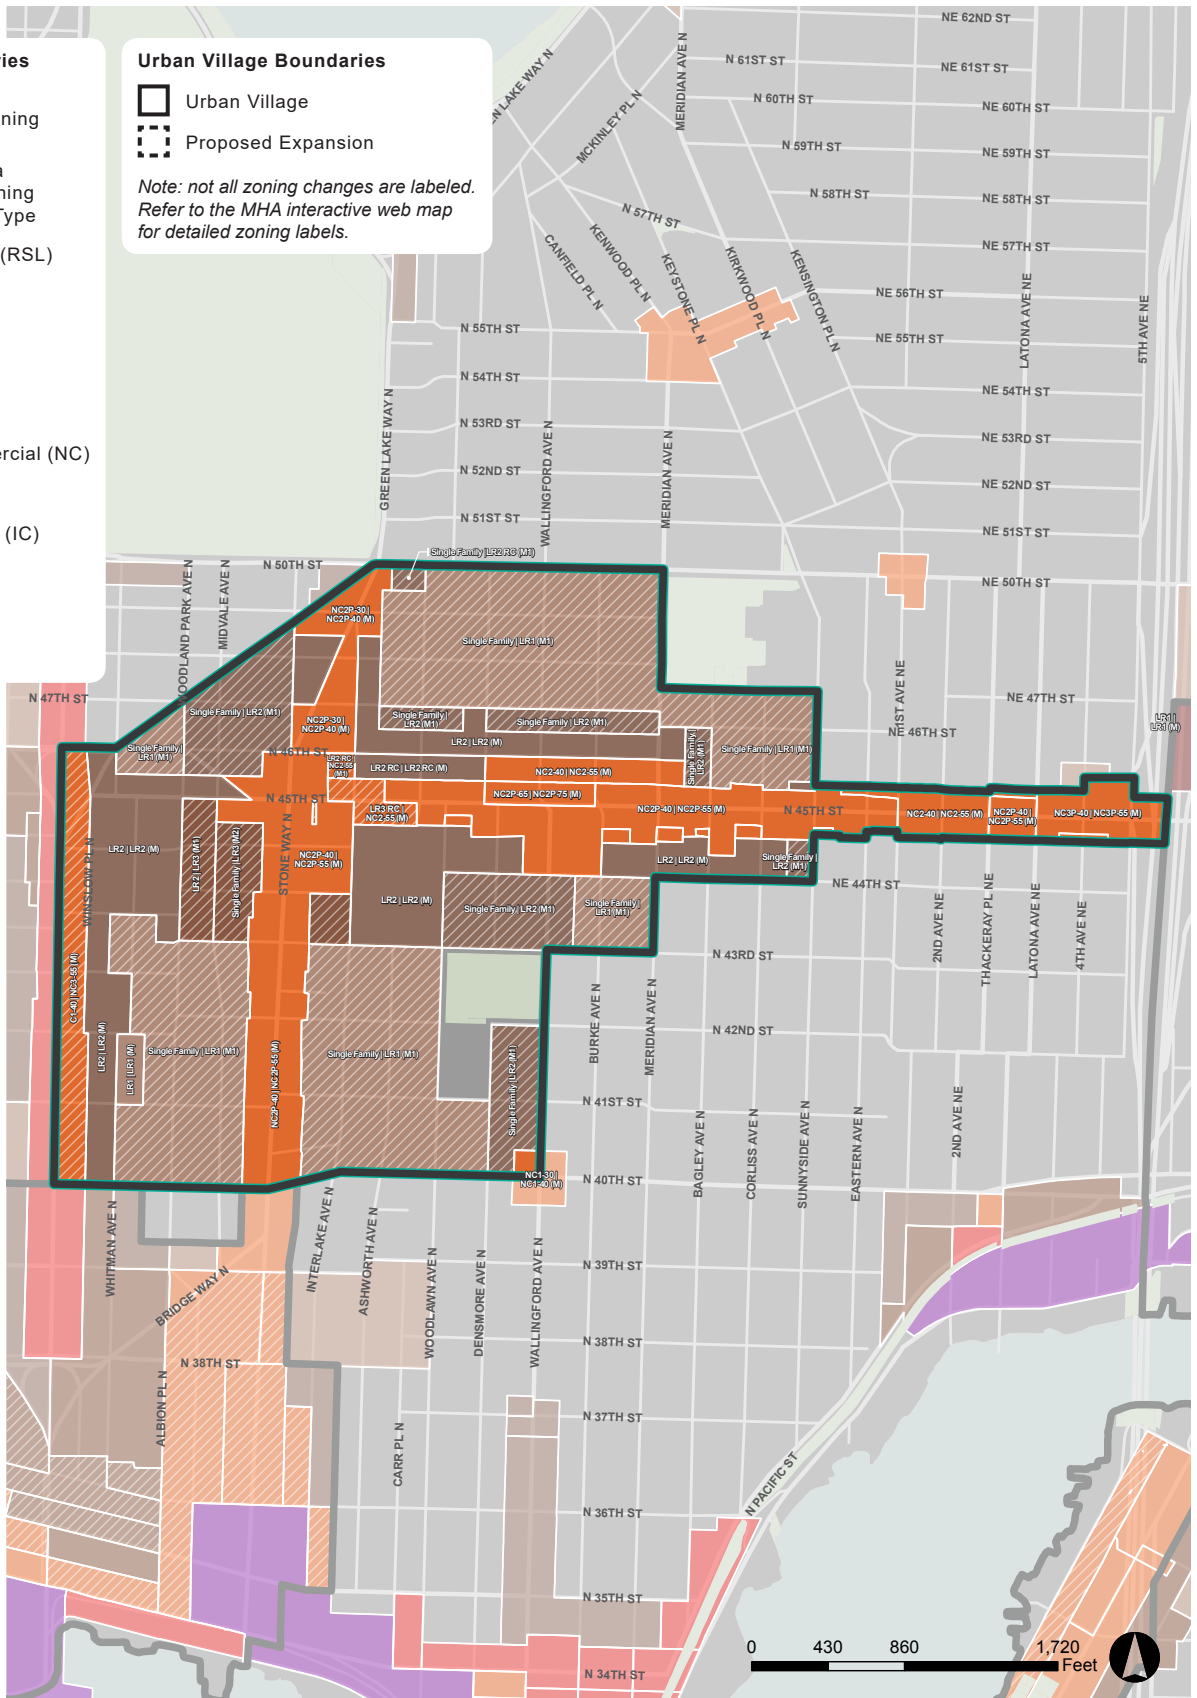 ries
ning
a
ning
Type
(RSL)
ercial (NC)
(IC)
Urban Village Boundaries
Urban Village
Proposed Expansion
Note: not all zoning changes are labeled.
Refer to the MHA interactive web map
for detailed zoning labels.
NE 62ND ST
N 61ST ST
NE 61ST ST
N 60TH ST
NE 60TH ST
N 59TH ST
NE 59TH ST
N 58TH ST
NE 58TH ST
N 57TH ST
NE 57TH ST
NE 56TH ST
N 55TH ST
NE 55TH ST
N 54TH ST
NE 54TH ST
N 53RD ST
NE 53RD ST
N 52ND ST
NE 52ND ST
N 51ST ST
NE 51ST ST
N 50TH ST
NE 50TH ST
EN LAKE WAY N
MCKINLEY PL N
MERIDIAN AVE N
CANFIELD PL N
KENWOOD PL N
KEYSTONE PL N
KIRKWOOD PL N
KENSINGTON PL N
LATONA AVE NE
5TH AVE NE
GREEN LAKE WAY N
WALLINGFORD AVE N
MERIDIAN AVE N
WOODLAND PARK AVE N
MIDVALE AVE N
1ST AVE NE
Single Family | LR2 RC (M1)
NC2P-30 |
NC2P-40 (M)
Single Family | LR1 (M1)
N 47TH ST
NE 47TH ST
Single Family | LR2 (M1)
NC2P-30 |
NC2P-40 (M)
Single Family |
LR2 (M1)
Single Family | LR2 (M1)
LR1 |
LR1 (M)
NE 46TH ST
N 46TH ST
Single Family |
LR1 (M1)
LR2 | LR2 (M)
Single Family |
LR2 (M1)
Single Family | LR1 (M1)
LR2 RC |
NC2-55
(M1)
LR2 RC | LR2 RC (M)
NC2-40 | NC2-55 (M)
N 45TH ST
LR3 RC |
NC2-55 (M)
NC2P-65 | NC2P-75 (M)
NC2P-40 | NC2P-55 (M)
N 45TH ST
NC2-40 | NC2-55 (M)
NC2P-40 |
NC2P-55 (M)
NC3P-40 | NC3P-55 (M)
LR2 | LR2 (M)
LR2 | LR3 (M1)
Single Family | LR3 (M2)
STONE WAY N
NC2P-40 |
NC2P-55 (M)
LR2 | LR2 (M)
Single Family |
LR2 (M1)
NE 44TH ST
WINSLOW PL N
LR2 | LR2 (M)
Single Family | LR2 (M1)
Single Family |
LR1 (M1)
2ND AVE NE
THACKERAY PL NE
LATONA AVE NE
4TH AVE NE
N 43RD ST
C1-40 | NC3-55 (M)
LR2 | LR2 (M)
LR1 | LR1 (M)
Single Family | LR1 (M1)
NC2P-40 | NC2P-55 (M)
Single Family | LR1 (M1)
Single Family | LR2 (M1)
BURKE AVE N
MERIDIAN AVE N
N 42ND ST
N 41ST ST
BAGLEY AVE N
CORLISS AVE N
SUNNYSIDE AVE N
EASTERN AVE N
2ND AVE NE
NC1-30 |
NC1-40 (M)
N 40TH ST
WHITMAN AVE N
INTERLAKE AVE N
ASHWORTH AVE N
WOODLAWN AVE N
DENSMORE AVE N
WALLINGFORD AVE N
N 39TH ST
BRIDGE WAY N
N 38TH ST
N 38TH ST
ALBION PL N
CARR PL N
N 37TH ST
N 36TH ST
N PACIFIC ST
N 35TH ST
N 34TH ST
0 430 860 1,720
Feet